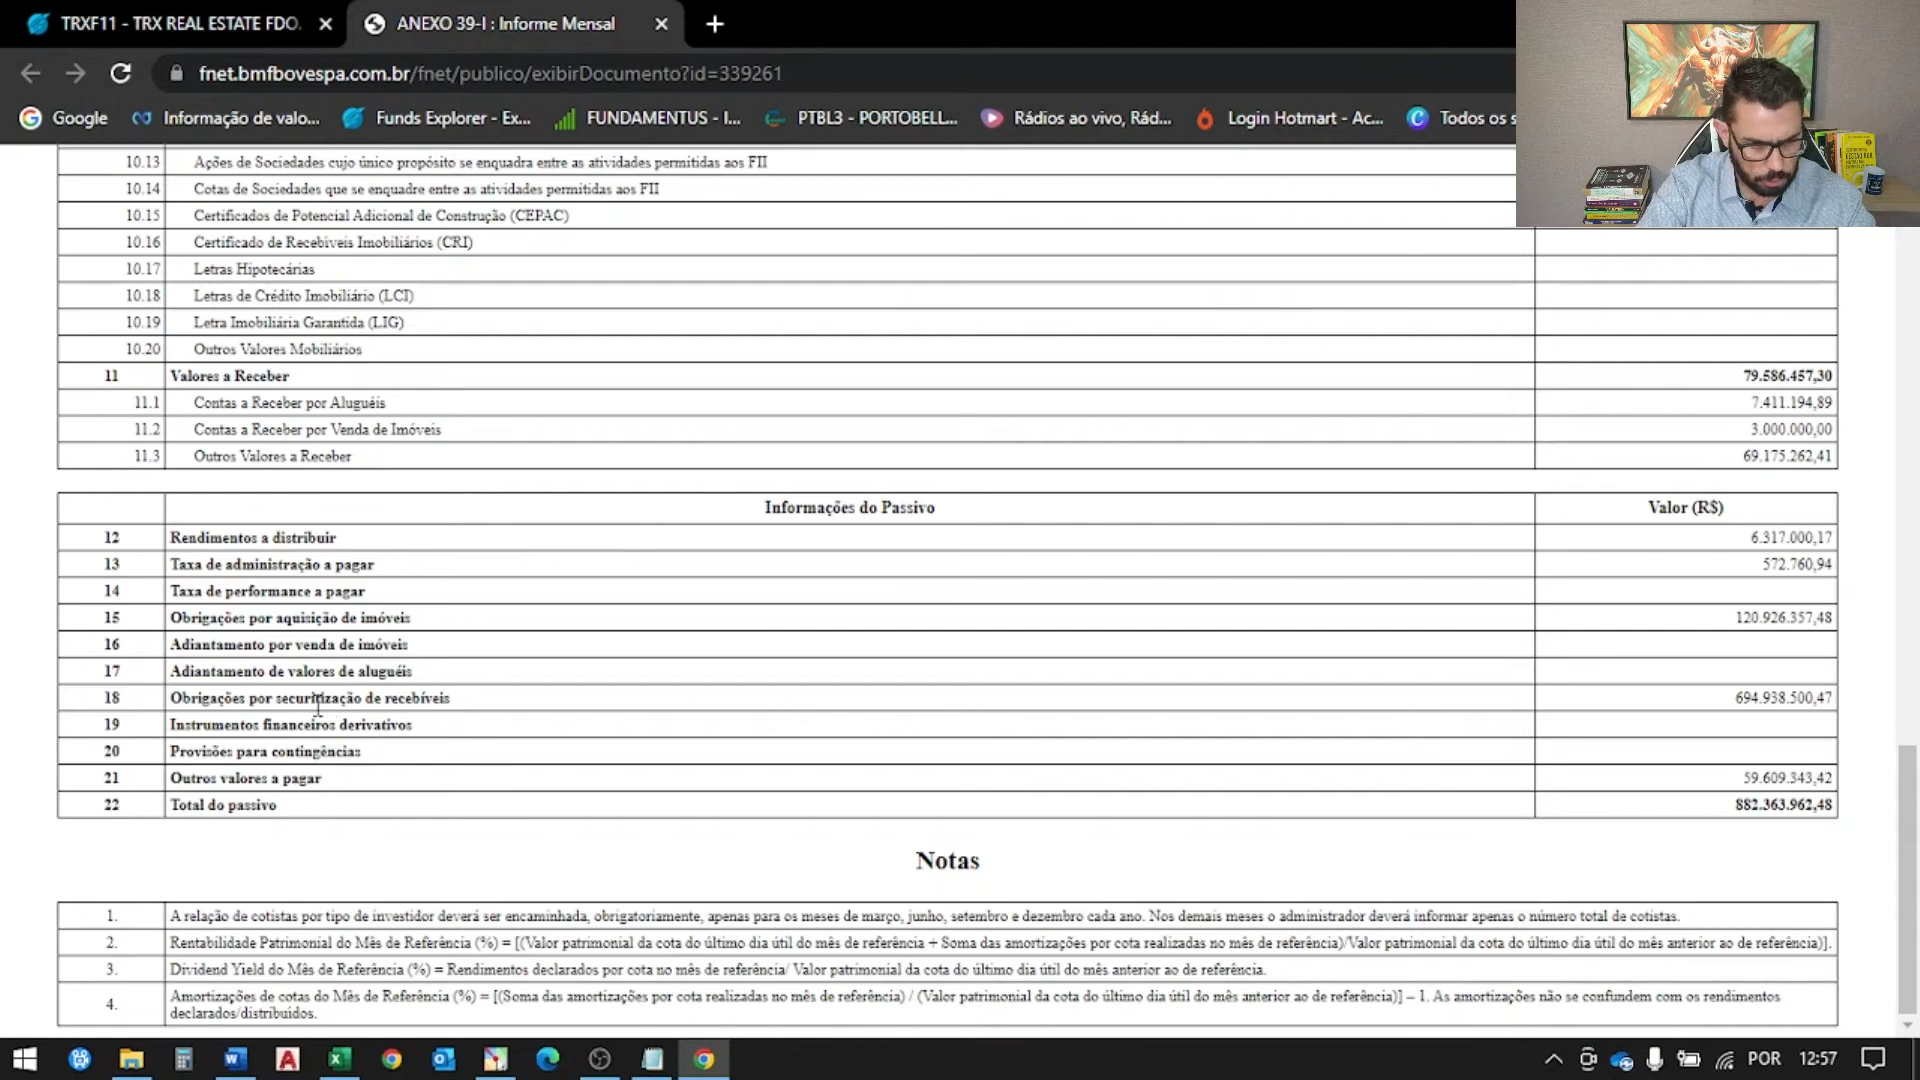 TRXF11 - TRX REAL ESTATE FDO.
ANEXO 39-I : Informe Mensal
fnet.bmfbovespa.com.br/fnet/publico/exibirDocumento?id=339261
Google
Informação de valo...
Funds Explorer - Ex...
FUNDAMENTUS - I...
PTBL3 - PORTOBELL...
Rádios ao vivo, Rád...
Login Hotmart - Ac...
Todos os s
10.13 Ações de Sociedades cujo único propósito se enquadra entre as atividades permitidas aos FII
10.14 Cotas de Sociedades que se enquadre entre as atividades permitidas aos FII
10.15 Certificados de Potencial Adicional de Construção (CEPAC)
10.16 Certificado de Recebíveis Imobiliários (CRI)
10.17 Letras Hipotecárias
10.18 Letras de Crédito Imobiliário (LCI)
10.19 Letra Imobiliária Garantida (LIG)
10.20 Outros Valores Mobiliários
11 Valores a Receber 79.586.457,30
11.1 Contas a Receber por Aluguéis 7.411.194,89
11.2 Contas a Receber por Venda de Imóveis 3.000.000,00
11.3 Outros Valores a Receber 69.175.262,41
Informações do Passivo Valor (R$)
12 Rendimentos a distribuir 6.317.000,17
13 Taxa de administração a pagar 572.760,94
14 Taxa de performance a pagar
15 Obrigações por aquisição de imóveis 120.926.357,48
16 Adiantamento por venda de imóveis
17 Adiantamento de valores de aluguéis
18 Obrigações por securitização de recebíveis 694.938.500,47
19 Instrumentos financeiros derivativos
20 Provisões para contingências
21 Outros valores a pagar 59.609.343,42
22 Total do passivo 882.363.962,48
Notas
1. A relação de cotistas por tipo de investidor deverá ser encaminhada, obrigatoriamente, apenas para os meses de março, junho, setembro e dezembro cada ano. Nos demais meses o administrador deverá informar apenas o número total de cotistas.
2. Rentabilidade Patrimonial do Mês de Referência (%) = [(Valor patrimonial da cota do último dia útil do mês de referência + Soma das amortizações por cota realizadas no mês de referência)/Valor patrimonial da cota do último dia útil do mês anterior ao de referência)].
3. Dividend Yield do Mês de Referência (%) = Rendimentos declarados por cota no mês de referência/ Valor patrimonial da cota do último dia útil do mês anterior ao de referência.
4. Amortizações de cotas do Mês de Referência (%) = [(Soma das amortizações por cota realizadas no mês de referência) / (Valor patrimonial da cota do último dia útil do mês anterior ao de referência)] – 1. As amortizações não se confundem com os rendimentos
declarados/distribuídos.
POR
12:57